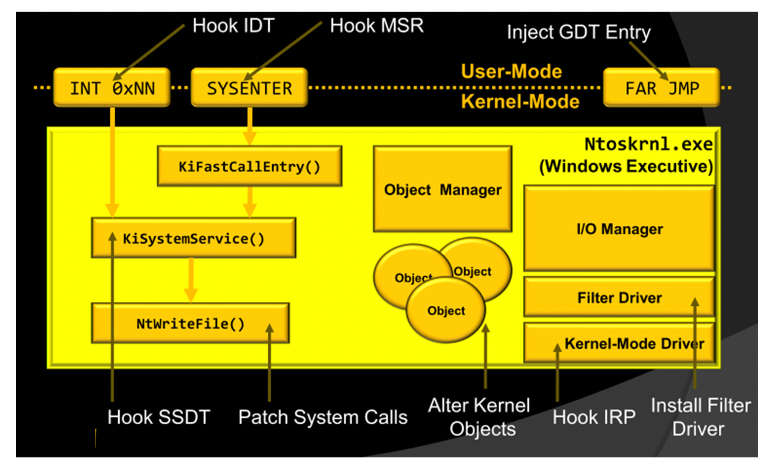 Hook IDT
Hook MSR
Inject GDT Entry
User-Mode
INT 0xNN
SYSENTER
FAR JMP
Kernel-Mode
Ntoskrnl.exe
(Windows Executive)
KiFastCallEntry()
Object Manager
I/O Manager
KiSystemService()
Object
Object
Object
Filter Driver
NtWriteFile()
Kernel-Mode Driver
Hook SSDT
Patch System Calls
Alter Kernel
Objects
Hook IRP
Install Filter
Driver